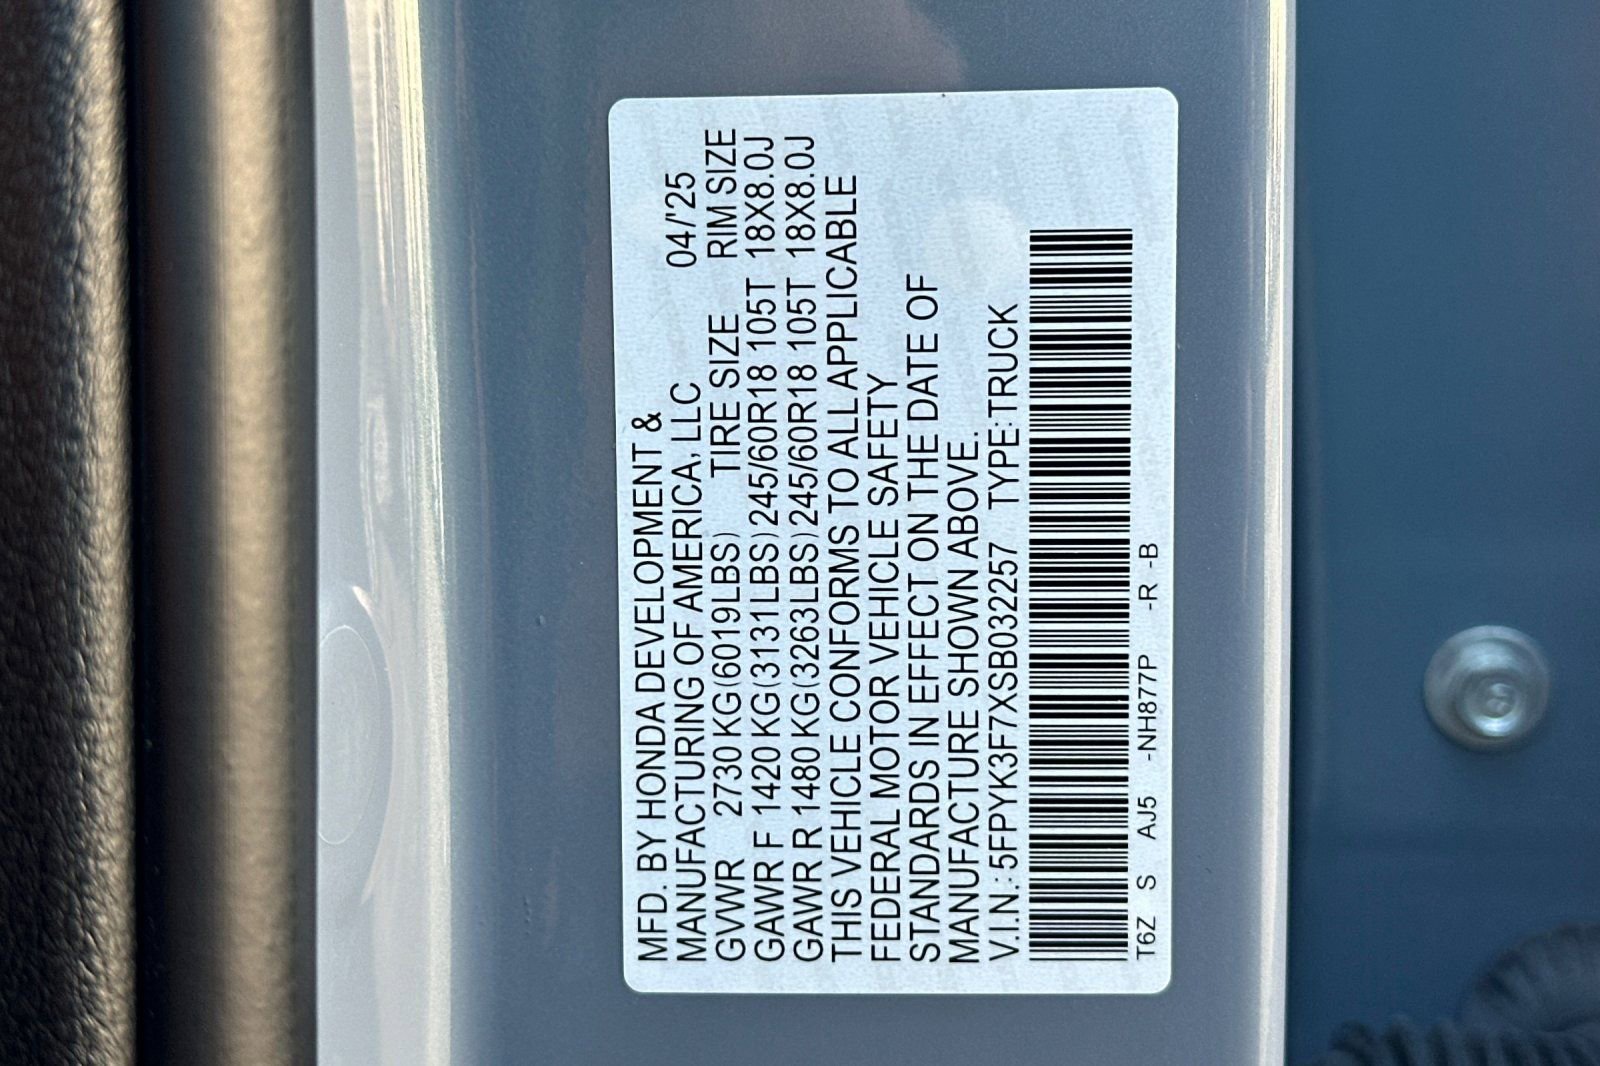 MFD. BY HONDA DEVELOPMENT &
MANUFACTURING OF AMERICA, LLC 04/'25
GVWR 2730 KG(6019LBS) TIRE SIZE RIM SIZE
GAWR F 1420 KG(3131LBS) 245/60R18 105T 18X8.0J
GAWR R 1480 KG(3263LBS) 245/60R18 105T 18X8.0J
THIS VEHICLE CONFORMS TO ALL APPLICABLE
FEDERAL MOTOR VEHICLE SAFETY
STANDARDS IN EFFECT ON THE DATE OF
MANUFACTURE SHOWN ABOVE.
V.I.N.: 5FPYK3F7XSB032257 TYPE:TRUCK
T6Z S AJ5 -NH877P -R -B